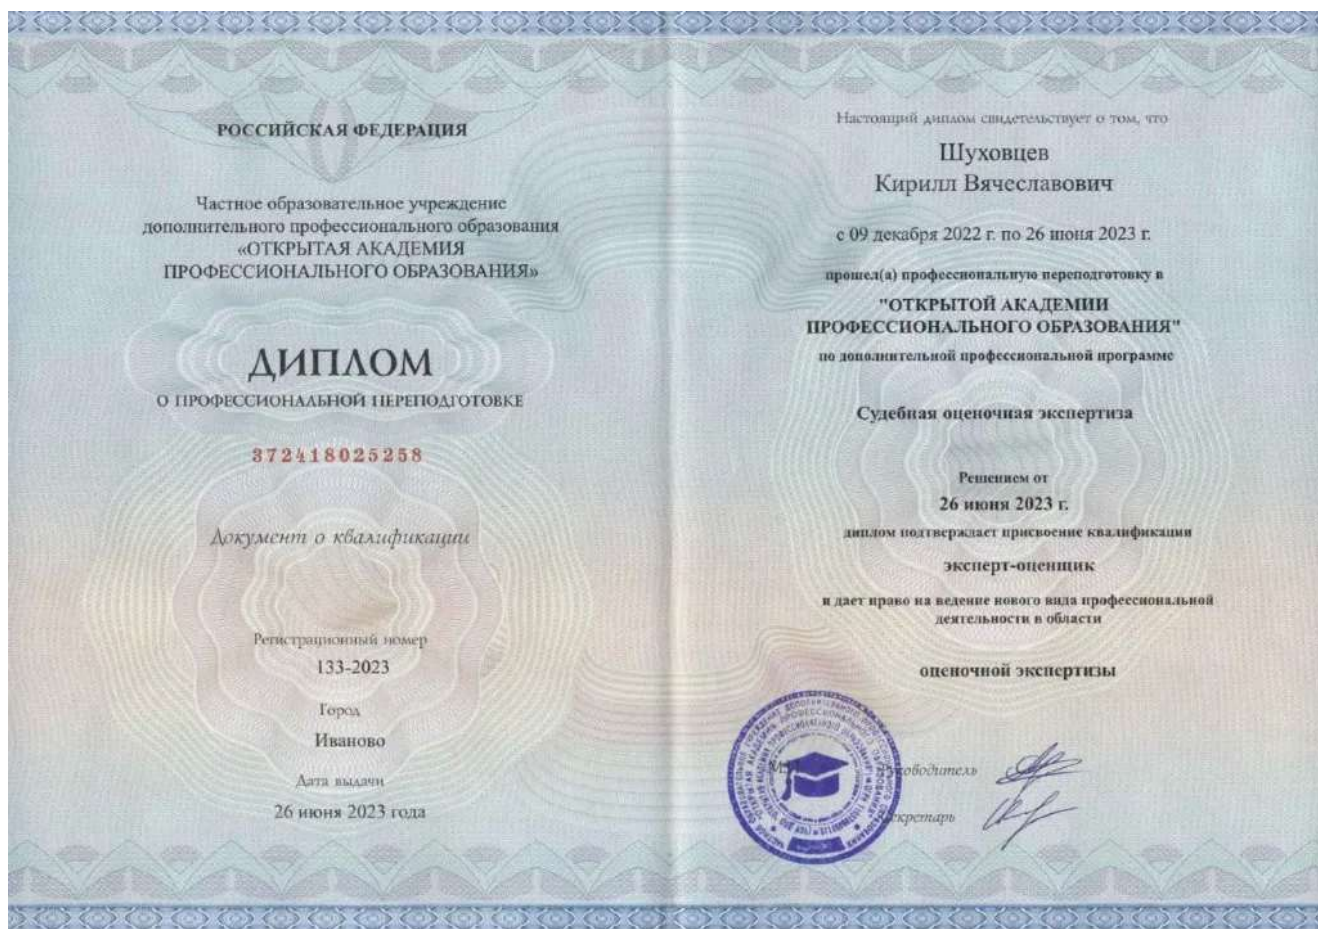 РОССИЙСКАЯ ФЕДЕРАЦИЯ
Частное образовательное учреждение
дополнительного профессионального образования
«ОТКРЫТАЯ АКАДЕМИЯ
ПРОФЕССИОНАЛЬНОГО ОБРАЗОВАНИЯ»
ДИПЛОМ
О ПРОФЕССИОНАЛЬНОЙ ПЕРЕПОДГОТОВКЕ
372418025258
Документ о квалификации
Регистрационный номер
133-2023
Город
Иваново
Дата выдачи
26 июня 2023 года
Настоящий диплом свидетельствует о том, что
Шуховцев
Кирилл Вячеславович
с 09 декабря 2022 г. по 26 июня 2023 г.
прошел(а) профессиональную переподготовку в
"ОТКРЫТОЙ АКАДЕМИИ
ПРОФЕССИОНАЛЬНОГО ОБРАЗОВАНИЯ"
по дополнительной профессиональной программе
Судебная оценочная экспертиза
Решением от
26 июня 2023 г.
диплом подтверждает присвоение квалификации
эксперт-оценщик
и дает право на ведение нового вида профессиональной
деятельности в области
оценочной экспертизы
Руководитель
Секретарь